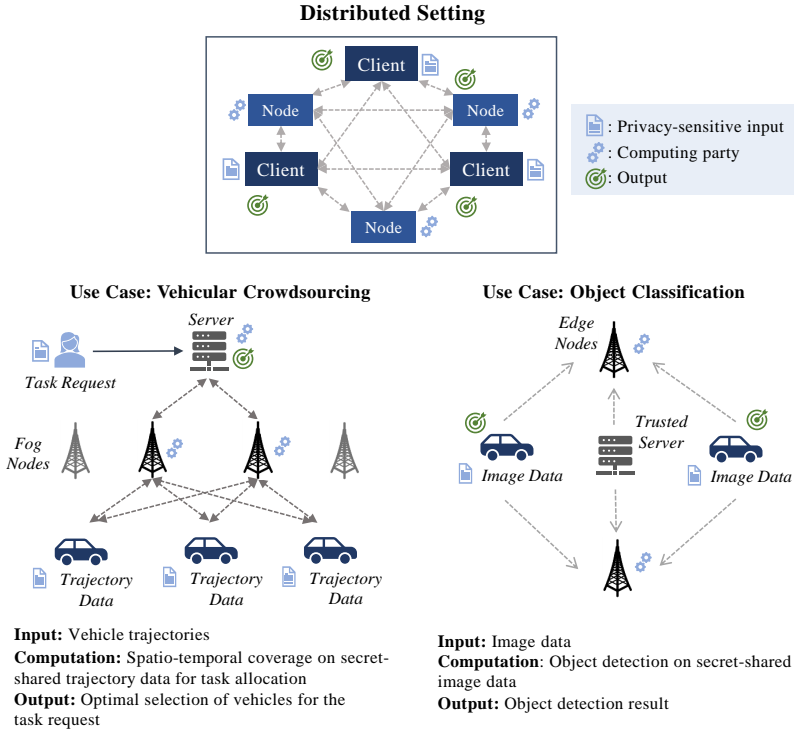 Distributed Setting
Client
Node
Node
Client
Client
Node
: Privacy-sensitive input
: Computing party
: Output
Use Case: Vehicular Crowdsourcing
Server
Task Request
Fog
Nodes
Trajectory
Data
Trajectory
Data
Trajectory
Data
Input: Vehicle trajectories
Computation: Spatio-temporal coverage on secret-
shared trajectory data for task allocation
Output: Optimal selection of vehicles for the
task request
Use Case: Object Classification
Edge
Nodes
Trusted
Server
Image Data
Image Data
Input: Image data
Computation: Object detection on secret-shared
image data
Output: Object detection result